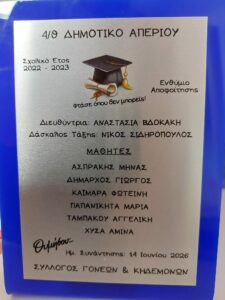 4/Θ ΔΗΜΟΤΙΚΟ ΑΠΕΡΙΟΥ
Σχολικό Έτος
2022 - 2023
Ενθύμιο
Αποφοίτησης
φτάσε όπου δεν μπορείς!
Διευθύντρια: ΑΝΑΣΤΑΣΙΑ ΒΔΟΚΑΚΗ
Δάσκαλος Τάξης: ΝΙΚΟΣ ΣΙΔΗΡΟΠΟΥΛΟΣ
ΜΑΘΗΤΕΣ
ΑΣΠΡΑΚΗΣ ΜΗΝΑΣ
ΔΗΜΑΡΧΟΣ ΓΙΩΡΓΟΣ
ΚΑΙΜΑΡΑ ΦΩΤΕΙΝΗ
ΠΑΠΑΝΙΚΗΤΑ ΜΑΡΙΑ
ΤΑΜΠΑΚΟΥ ΑΓΓΕΛΙΚΗ
ΧΥΣΑ ΑΜΙΝΑ
Θυμήσου...
Ημ. Συνάντησης: 14 Ιουνίου 2026
ΣΥΛΛΟΓΟΣ ΓΟΝΕΩΝ & ΚΗΔΕΜΟΝΩΝ